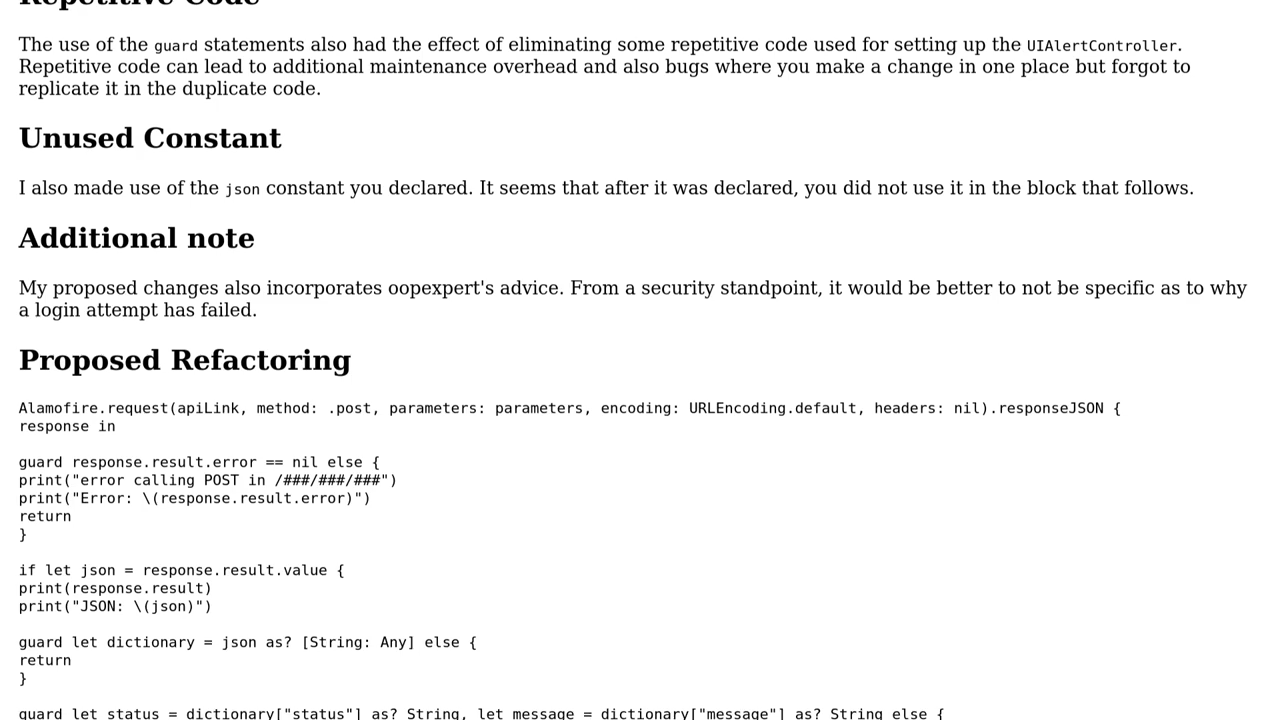 Repetitive Code
The use of the guard statements also had the effect of eliminating some repetitive code used for setting up the UIAlertController.
Repetitive code can lead to additional maintenance overhead and also bugs where you make a change in one place but forgot to
replicate it in the duplicate code.
Unused Constant
I also made use of the json constant you declared. It seems that after it was declared, you did not use it in the block that follows.
Additional note
My proposed changes also incorporates oopexpert's advice. From a security standpoint, it would be better to not be specific as to why
a login attempt has failed.
Proposed Refactoring
Alamofire.request(apiLink, method: .post, parameters: parameters, encoding: URLEncoding.default, headers: nil).responseJSON {
response in
guard response.result.error == nil else {
print("error calling POST in /###/###/###")
print("Error: \(response.result.error)")
return
}
if let json = response.result.value {
print(response.result)
print("JSON: \(json)")
guard let dictionary = json as? [String: Any] else {
return
}
guard let status = dictionary["status"] as? String, let message = dictionary["message"] as? String else {